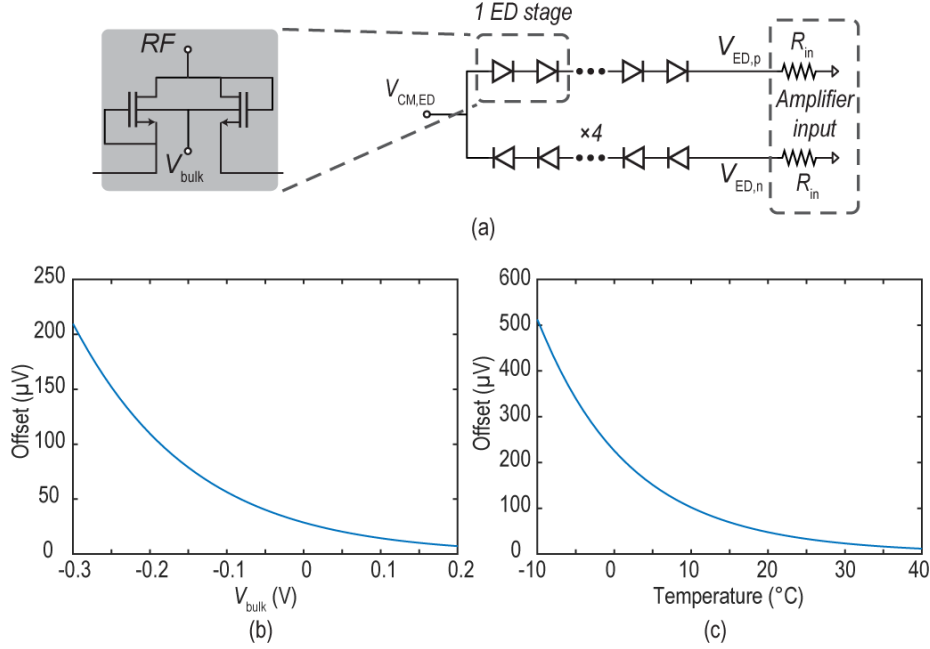 1 ED stage
RF
V_bulk
V_CM,ED
×4
V_ED,p
R_in
Amplifier
input
V_ED,n
R_in
(a)
250
200
150
100
50
0
Offset (µV)
-0.3
-0.2
-0.1
0
0.1
0.2
V_bulk (V)
(b)
600
500
400
300
200
100
0
Offset (µV)
-10
0
10
20
30
40
Temperature (°C)
(c)